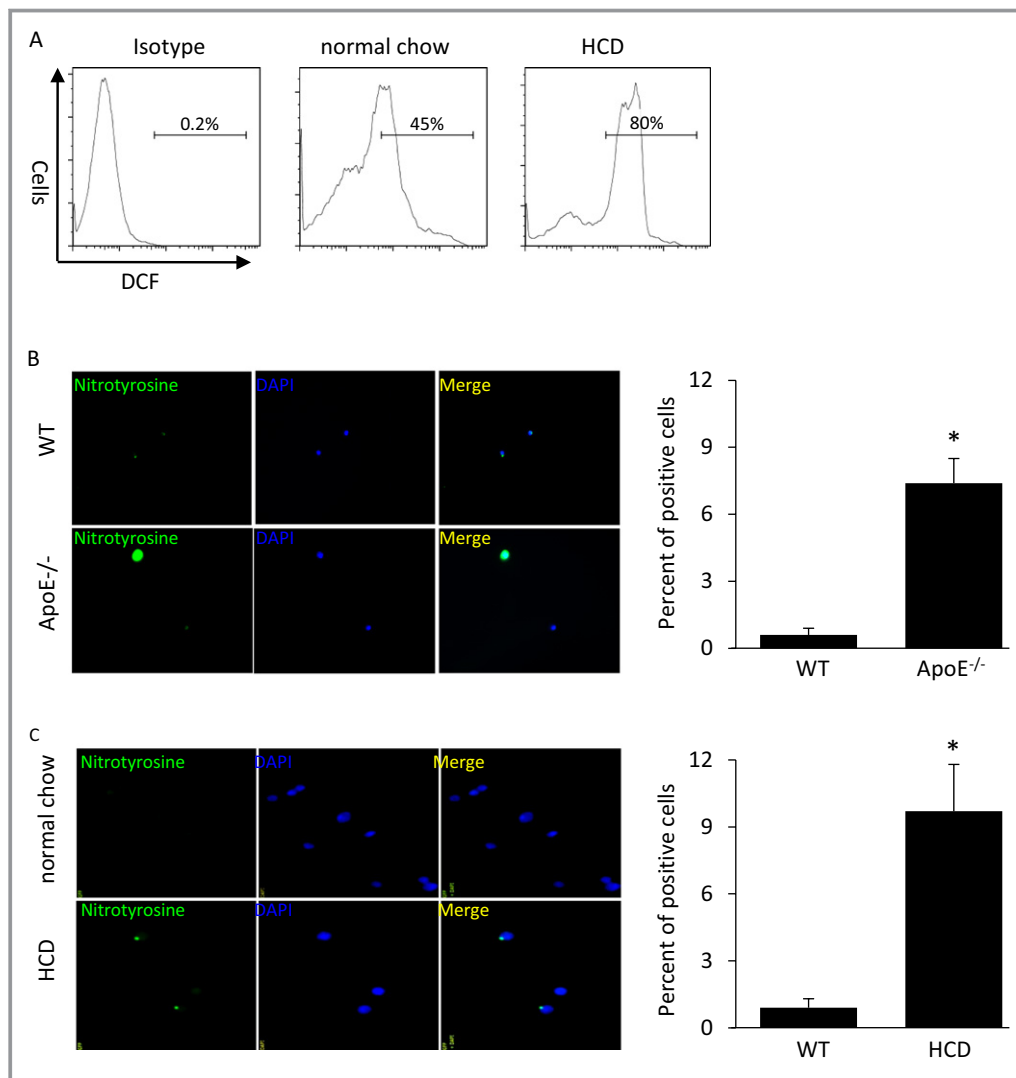 A
Isotype
normal chow
HCD
0.2%
45%
80%
Cells
DCF
B
WT
Nitrotyrosine
DAPI
Merge
ApoE-/-
Nitrotyrosine
DAPI
Merge
Percent of positive cells
12
9
6
3
0
*
WT
ApoE-/-
C
normal chow
Nitrotyrosine
DAPI
Merge
HCD
Nitrotyrosine
DAPI
Merge
Percent of positive cells
12
9
6
3
0
*
WT
HCD